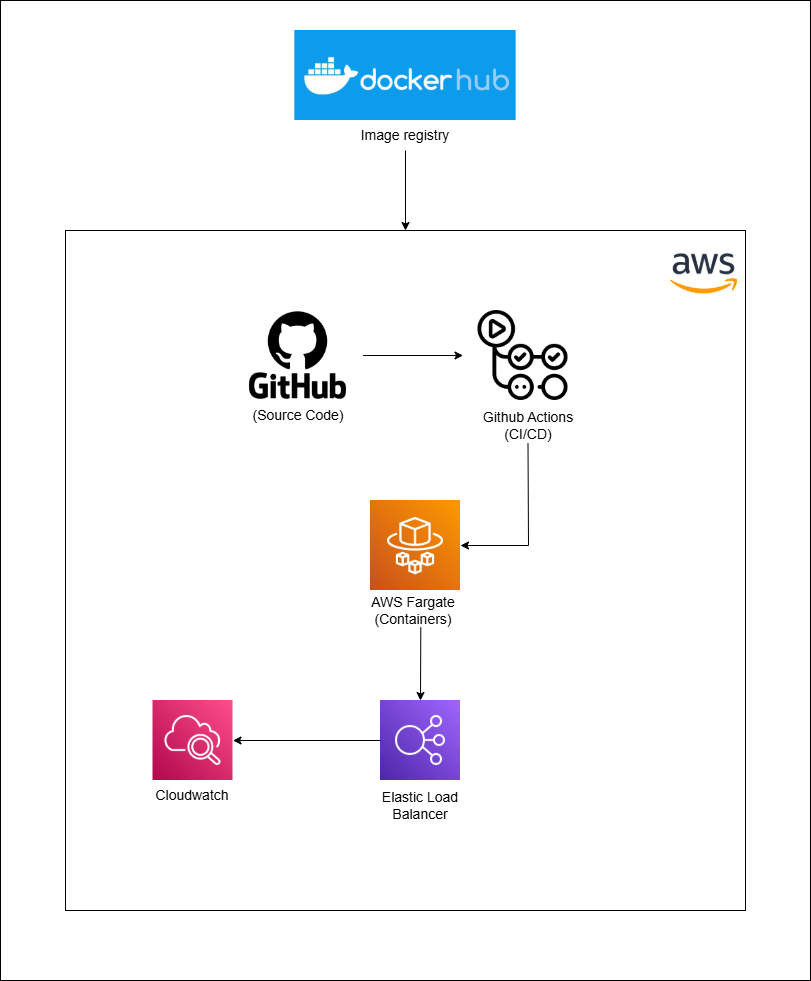 docker hub
Image registry
aws
GitHub
(Source Code)
Github Actions
(CI/CD)
AWS Fargate
(Containers)
Cloudwatch
Elastic Load
Balancer